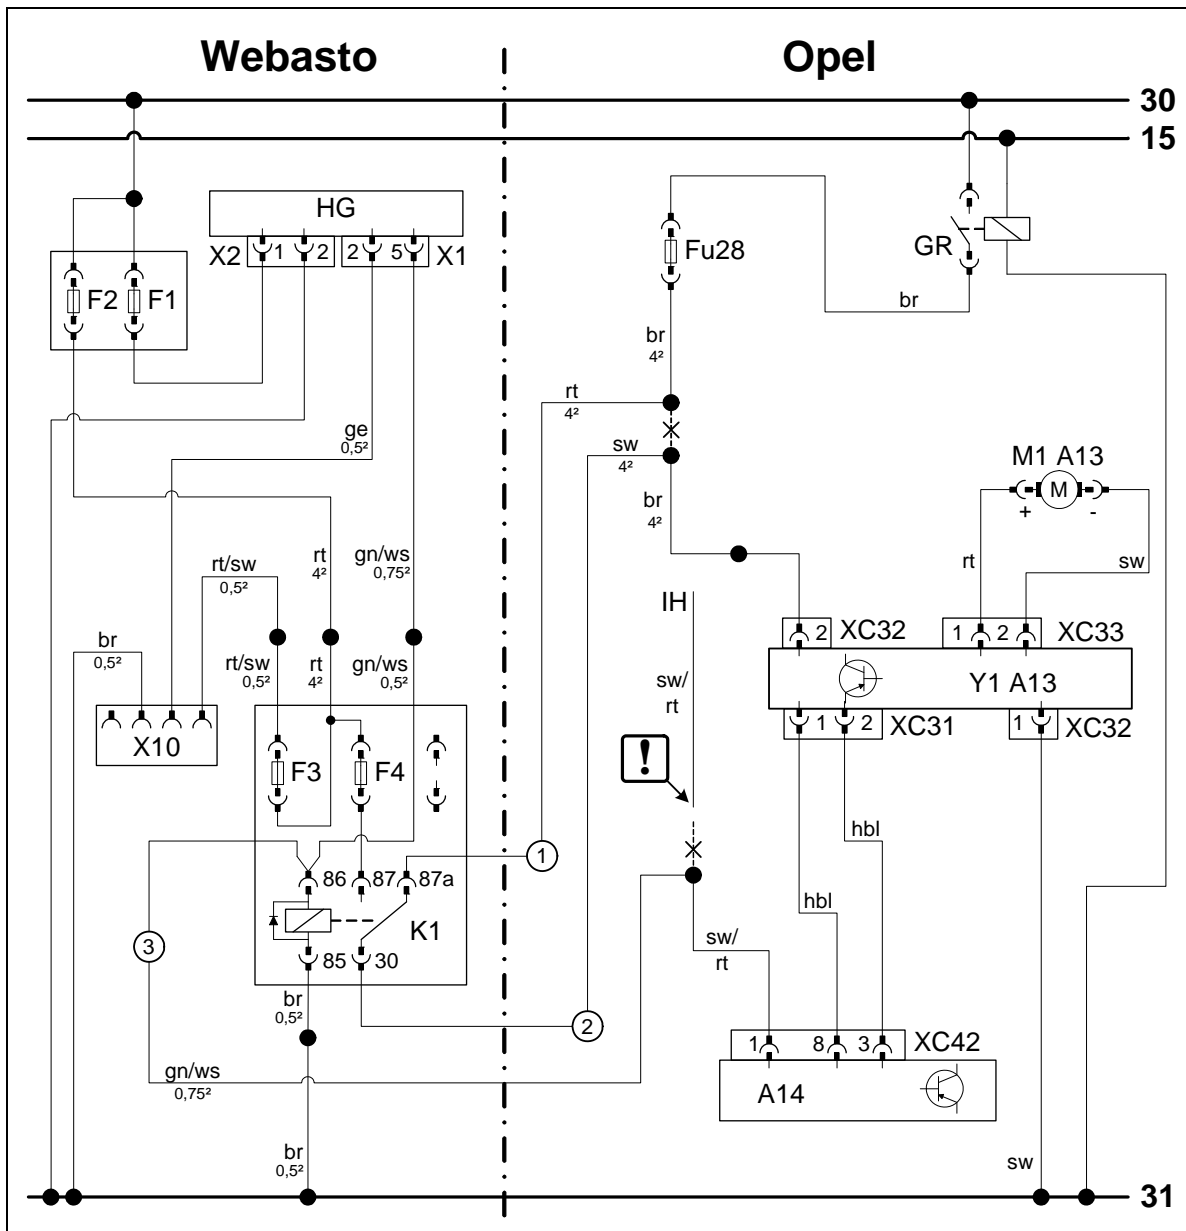 Webasto
Opel
30
15
HG
X2
1
2
2
5
X1
F2
F1
Fu28
GR
br
br
4²
rt
4²
sw
4²
ge
0,5²
M1 A13
M
+
-
br
4²
rt
sw
rt/sw
0,5²
rt
4²
gn/ws
0,75²
IH
2
XC32
1
2
XC33
br
0,5²
rt/sw
0,5²
rt
4²
gn/ws
0,5²
sw/
rt
Y1 A13
1
2
XC31
1
XC32
X10
F3
F4
!
hbl
1
86
87
87a
hbl
K1
3
85
30
sw/
rt
br
0,5²
2
1
8
3
XC42
gn/ws
0,75²
A14
br
0,5²
sw
31